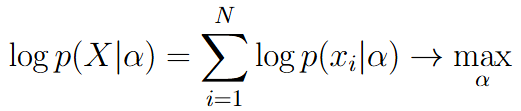 log p(X|α) = ∑_{i=1}^{N} log p(x_i|α) → max_α